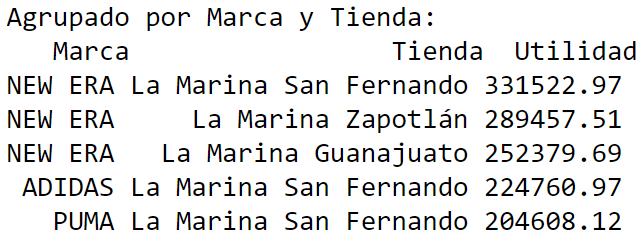 Agrupado por Marca y Tienda:
Marca Tienda Utilidad
NEW ERA La Marina San Fernando 331522.97
NEW ERA La Marina Zapotlán 289457.51
NEW ERA La Marina Guanajuato 252379.69
ADIDAS La Marina San Fernando 224760.97
PUMA La Marina San Fernando 204608.12